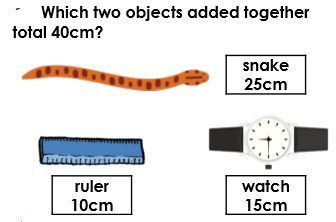 Which two objects added together
total 40cm?
snake
25cm
ruler
10cm
watch
15cm